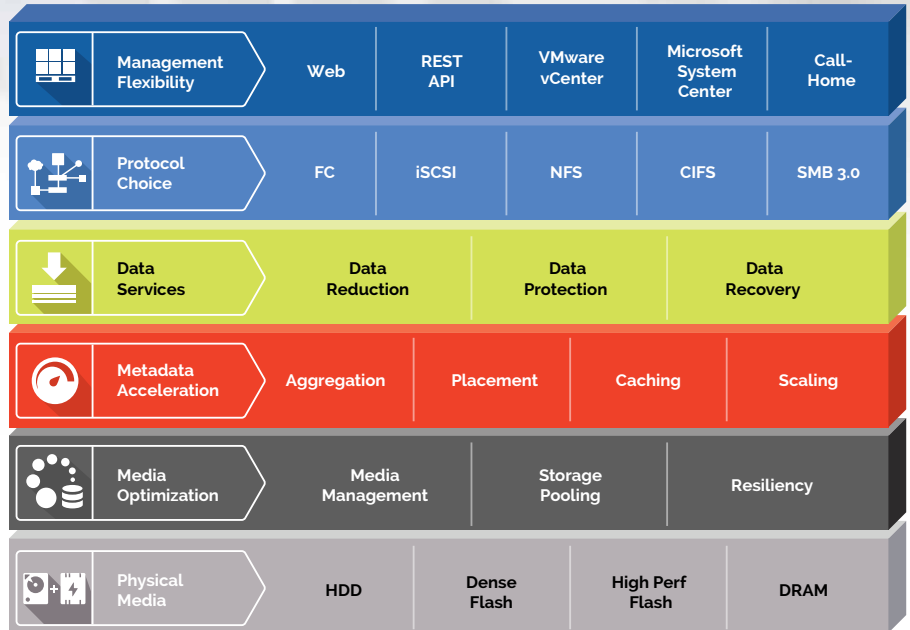 Management
Flexibility
Web
REST
API
VMware
vCenter
Microsoft
System
Center
Call-
Home
Protocol
Choice
FC
iSCSI
NFS
CIFS
SMB 3.0
Data
Services
Data
Reduction
Data
Protection
Data
Recovery
Metadata
Acceleration
Aggregation
Placement
Caching
Scaling
Media
Optimization
Media
Management
Storage
Pooling
Resiliency
Physical
Media
HDD
Dense
Flash
High Perf
Flash
DRAM